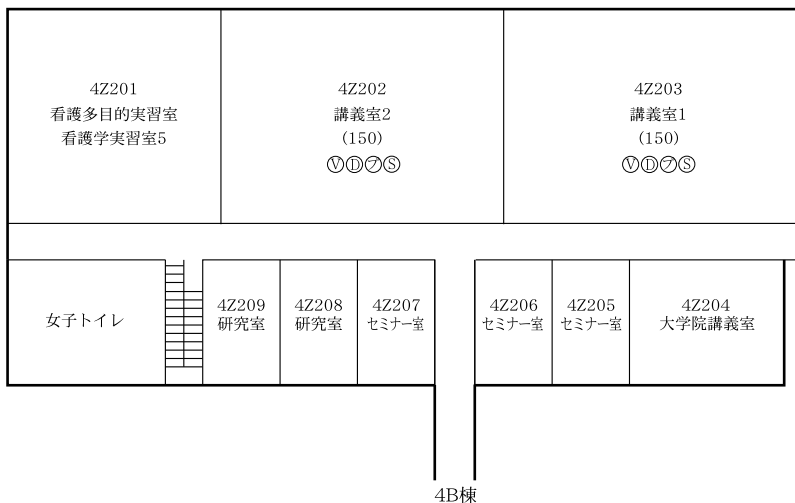 4Z201
看護多目的実習室
看護学実習室5
4Z202
講義室2
(150)
ⓋⒹ㋫Ⓢ
4Z203
講義室1
(150)
ⓋⒹ㋫Ⓢ
女子トイレ
4Z209
研究室
4Z208
研究室
4Z207
セミナー室
4Z206
セミナー室
4Z205
セミナー室
4Z204
大学院講義室
4B棟